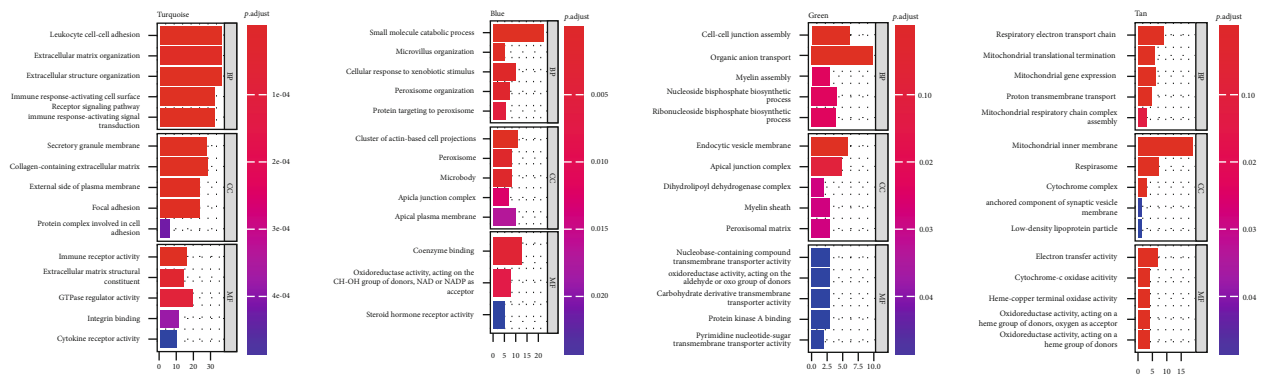 Turquoise
p.adjust
Leukocyte cell-cell adhesion
Extracellular matrix organization
Extracellular structure organization
Immune response-activating cell surface
Receptor signaling pathway
immune response-activating signal
transduction
BP
Secretory granule membrane
Collagen-containing extracellular matrix
External side of plasma membrane
Focal adhesion
Protein complex involved in cell
adhesion
CC
Immune receptor activity
Extracellular matrix structural
constituent
GTPase regulator activity
Integrin binding
Cytokine receptor activity
MF
0 10 20 30
1e-04
2e-04
3e-04
4e-04
Blue
p.adjust
Small molecule catabolic process
Microvillus organization
Cellular response to xenobiotic stimulus
Peroxisome organization
Protein targeting to peroxisome
BP
Cluster of actin-based cell projections
Peroxisome
Microbody
Apicla junction complex
Apical plasma membrane
CC
Coenzyme binding
Oxidoreductase activity, acting on the
CH-OH group of donors, NAD or NADP as
acceptor
Steroid hormone receptor activity
MF
0 5 10 15 20
0.005
0.010
0.015
0.020
Green
p.adjust
Cell-cell junction assembly
Organic anion transport
Myelin assembly
Nucleoside bisphosphate biosynthetic
process
Ribonucleoside bisphosphate biosynthetic
process
BP
Endocytic vesicle membrane
Apical junction complex
Dihydrolipoyl dehydrogenase complex
Myelin sheath
Peroxisomal matrix
CC
Nucleobase-containing compound
transmembrane transporter activity
oxidoreductase activity, acting on the
aldehyde or oxo group of donors
Carbohydrate derivative transmembrane
transporter activity
Protein kinase A binding
Pyrimidine nucleotide-sugar
transmembrane transporter activity
MF
0.0 2.5 5.0 7.5 10.0
0.10
0.02
0.03
0.04
Tan
p.adjust
Respiratory electron transport chain
Mitochondrial translational termination
Mitochondrial gene expression
Proton transmembrane transport
Mitochondrial respiratory chain complex
assembly
BP
Mitochondrial inner membrane
Respirasome
Cytochrome complex
anchored component of synaptic vesicle
membrane
Low-density lipoprotein particle
CC
Electron transfer activity
Cytochrome-c oxidase acitivity
Heme-copper terminal oxidase activity
Oxidoreductase activity, acting on a
heme group of donors, oxygen as acceptor
Oxidoreductase activity, acting on a
heme group of donors
MF
0 5 10 15
0.10
0.02
0.03
0.04